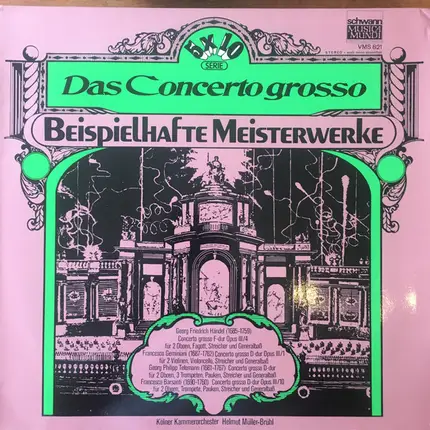 5X10
SERIE
schwann
MUSICA
MUNDI
VMS 621
STEREO
Das Concerto grosso
Beispielhafte Meisterwerke
Georg Friedrich Händel (1685-1759)
Concerto grosso F-dur Opus III/4
für 2 Oboen, Fagott, Streicher und Generalbaß
Francesco Geminiani (1687-1762) Concerto grosso D-dur Opus III/1
für 2 Violinen, Violoncello, Streicher und Generalbaß
Georg Philipp Telemann (1681-1767) Concerto grosso D-dur
für 2 Oboen, 3 Trompeten, Pauken, Streicher und Generalbaß
Francesco Barsanti (1690-1760) Concerto grosso D-dur Opus III/10
für 2 Oboen, Trompete, Pauken, Streicher und Generalbaß
Kölner Kammerorchester Helmut Müller-Brühl